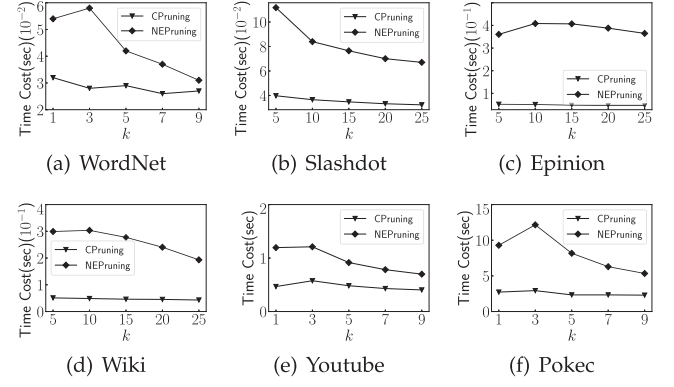 6
5
4
3
2
Time Cost(sec)(10⁻²)
CPruning
NEPruning
1 3 5 7 9
k
(a) WordNet
10
8
6
4
Time Cost(sec)(10⁻²)
CPruning
NEPruning
5 10 15 20 25
k
(b) Slashdot
5
4
3
2
1
Time Cost(sec)(10⁻¹)
CPruning
NEPruning
5 10 15 20 25
k
(c) Epinion
4
3
2
1
0
Time Cost(sec)(10⁻¹)
CPruning
NEPruning
5 10 15 20 25
k
(d) Wiki
2
1
0
Time Cost(sec)
CPruning
NEPruning
1 3 5 7 9
k
(e) Youtube
15
10
5
0
Time Cost(sec)
CPruning
NEPruning
1 3 5 7 9
k
(f) Pokec